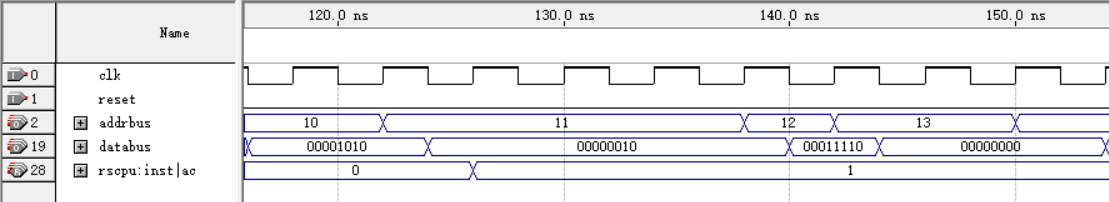 120.0 ns 130.0 ns 140.0 ns 150.0 ns
Name
0 clk
1 reset
2 addrbus 10 11 12 13
19 databus 00001010 00000010 00011110 00000000
28 rscpu:inst|ac 0 1